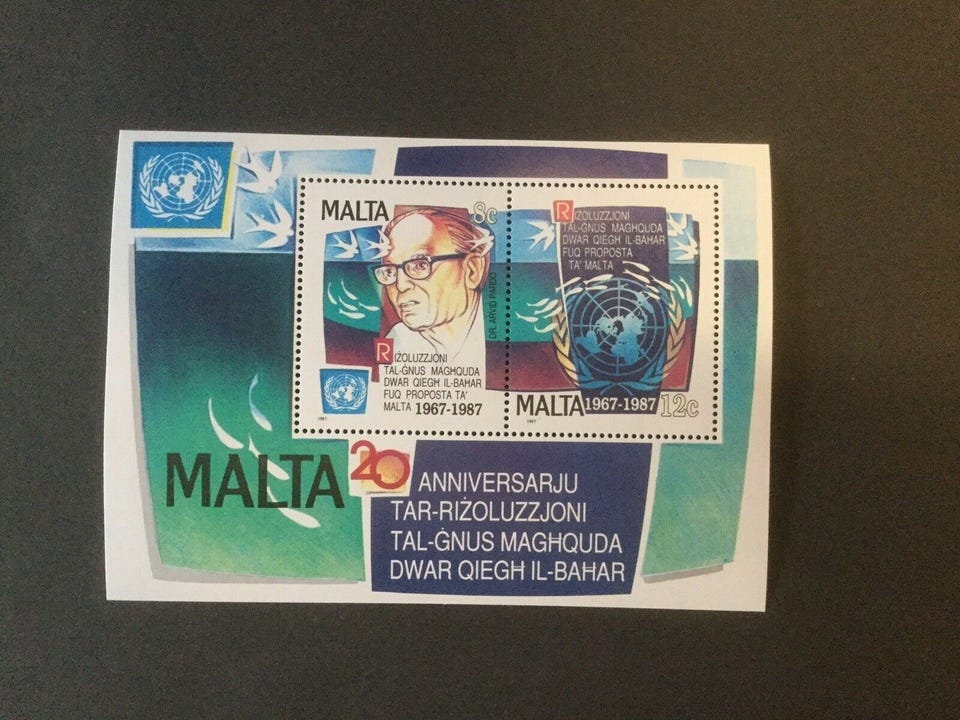 MALTA 8c
DR. ARVID PARDO
RIŻOLUZZJONI
TAL-ĠNUS MAGĦQUDA
DWAR QIEGĦ IL-BAĦAR
FUQ PROPOSTA TA'
MALTA 1967-1987
1987
RIŻOLUZZJONI
TAL-ĠNUS MAGĦQUDA
DWAR QIEGĦ IL-BAĦAR
FUQ PROPOSTA
TA' MALTA
MALTA 1967-1987 12c
1987
MALTA 20
ANNIVERSARJU
TAR-RIŻOLUZZJONI
TAL-ĠNUS MAGĦQUDA
DWAR QIEGĦ IL-BAĦAR